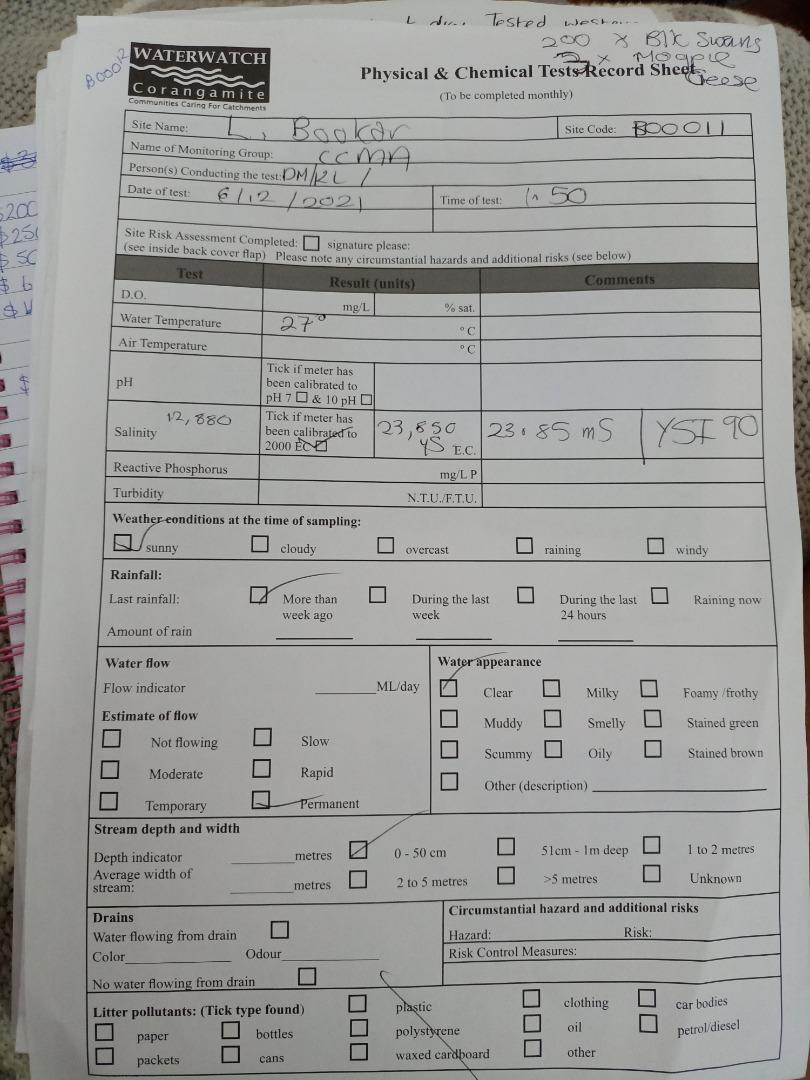 200 x Blk Swans
2 x Magpie
Geese
B00012
WATERWATCH
Corangamite
Communities Caring For Catchments
Physical & Chemical Tests Record Sheet
(To be completed monthly)
Site Name: L. Bookar Site Code: B00011
Name of Monitoring Group: CCMA
Person(s) Conducting the test: DM/RL /
Date of test: 6/12/2021 Time of test: 50
Site Risk Assessment Completed: signature please:
(see inside back cover flap) Please note any circumstantial hazards and additional risks (see below)
Test Result (units) Comments
D.O. mg/L % sat.
Water Temperature 27° °C
Air Temperature °C
pH Tick if meter has
been calibrated to
pH 7 & 10 pH
Salinity 12,880 Tick if meter has
been calibrated to
2000 EC 23,850 yS E.C. 23.85 mS YSI 90
Reactive Phosphorus mg/L P
Turbidity N.T.U./F.T.U.
Weather conditions at the time of sampling:
sunny cloudy overcast raining windy
Rainfall:
Last rainfall: More than week ago During the last week During the last 24 hours Raining now
Amount of rain
Water flow
Flow indicator ML/day
Estimate of flow
Not flowing Slow
Moderate Rapid
Temporary Permanent
Water appearance
Clear Milky Foamy /frothy
Muddy Smelly Stained green
Scummy Oily Stained brown
Other (description)
Stream depth and width
Depth indicator metres 0 - 50 cm 51cm - 1m deep 1 to 2 metres
Average width of stream: metres 2 to 5 metres >5 metres Unknown
Drains
Water flowing from drain
Color Odour
No water flowing from drain
Circumstantial hazard and additional risks
Hazard: Risk:
Risk Control Measures:
Litter pollutants: (Tick type found) plastic clothing car bodies
paper bottles polystyrene oil petrol/diesel
packets cans waxed cardboard other